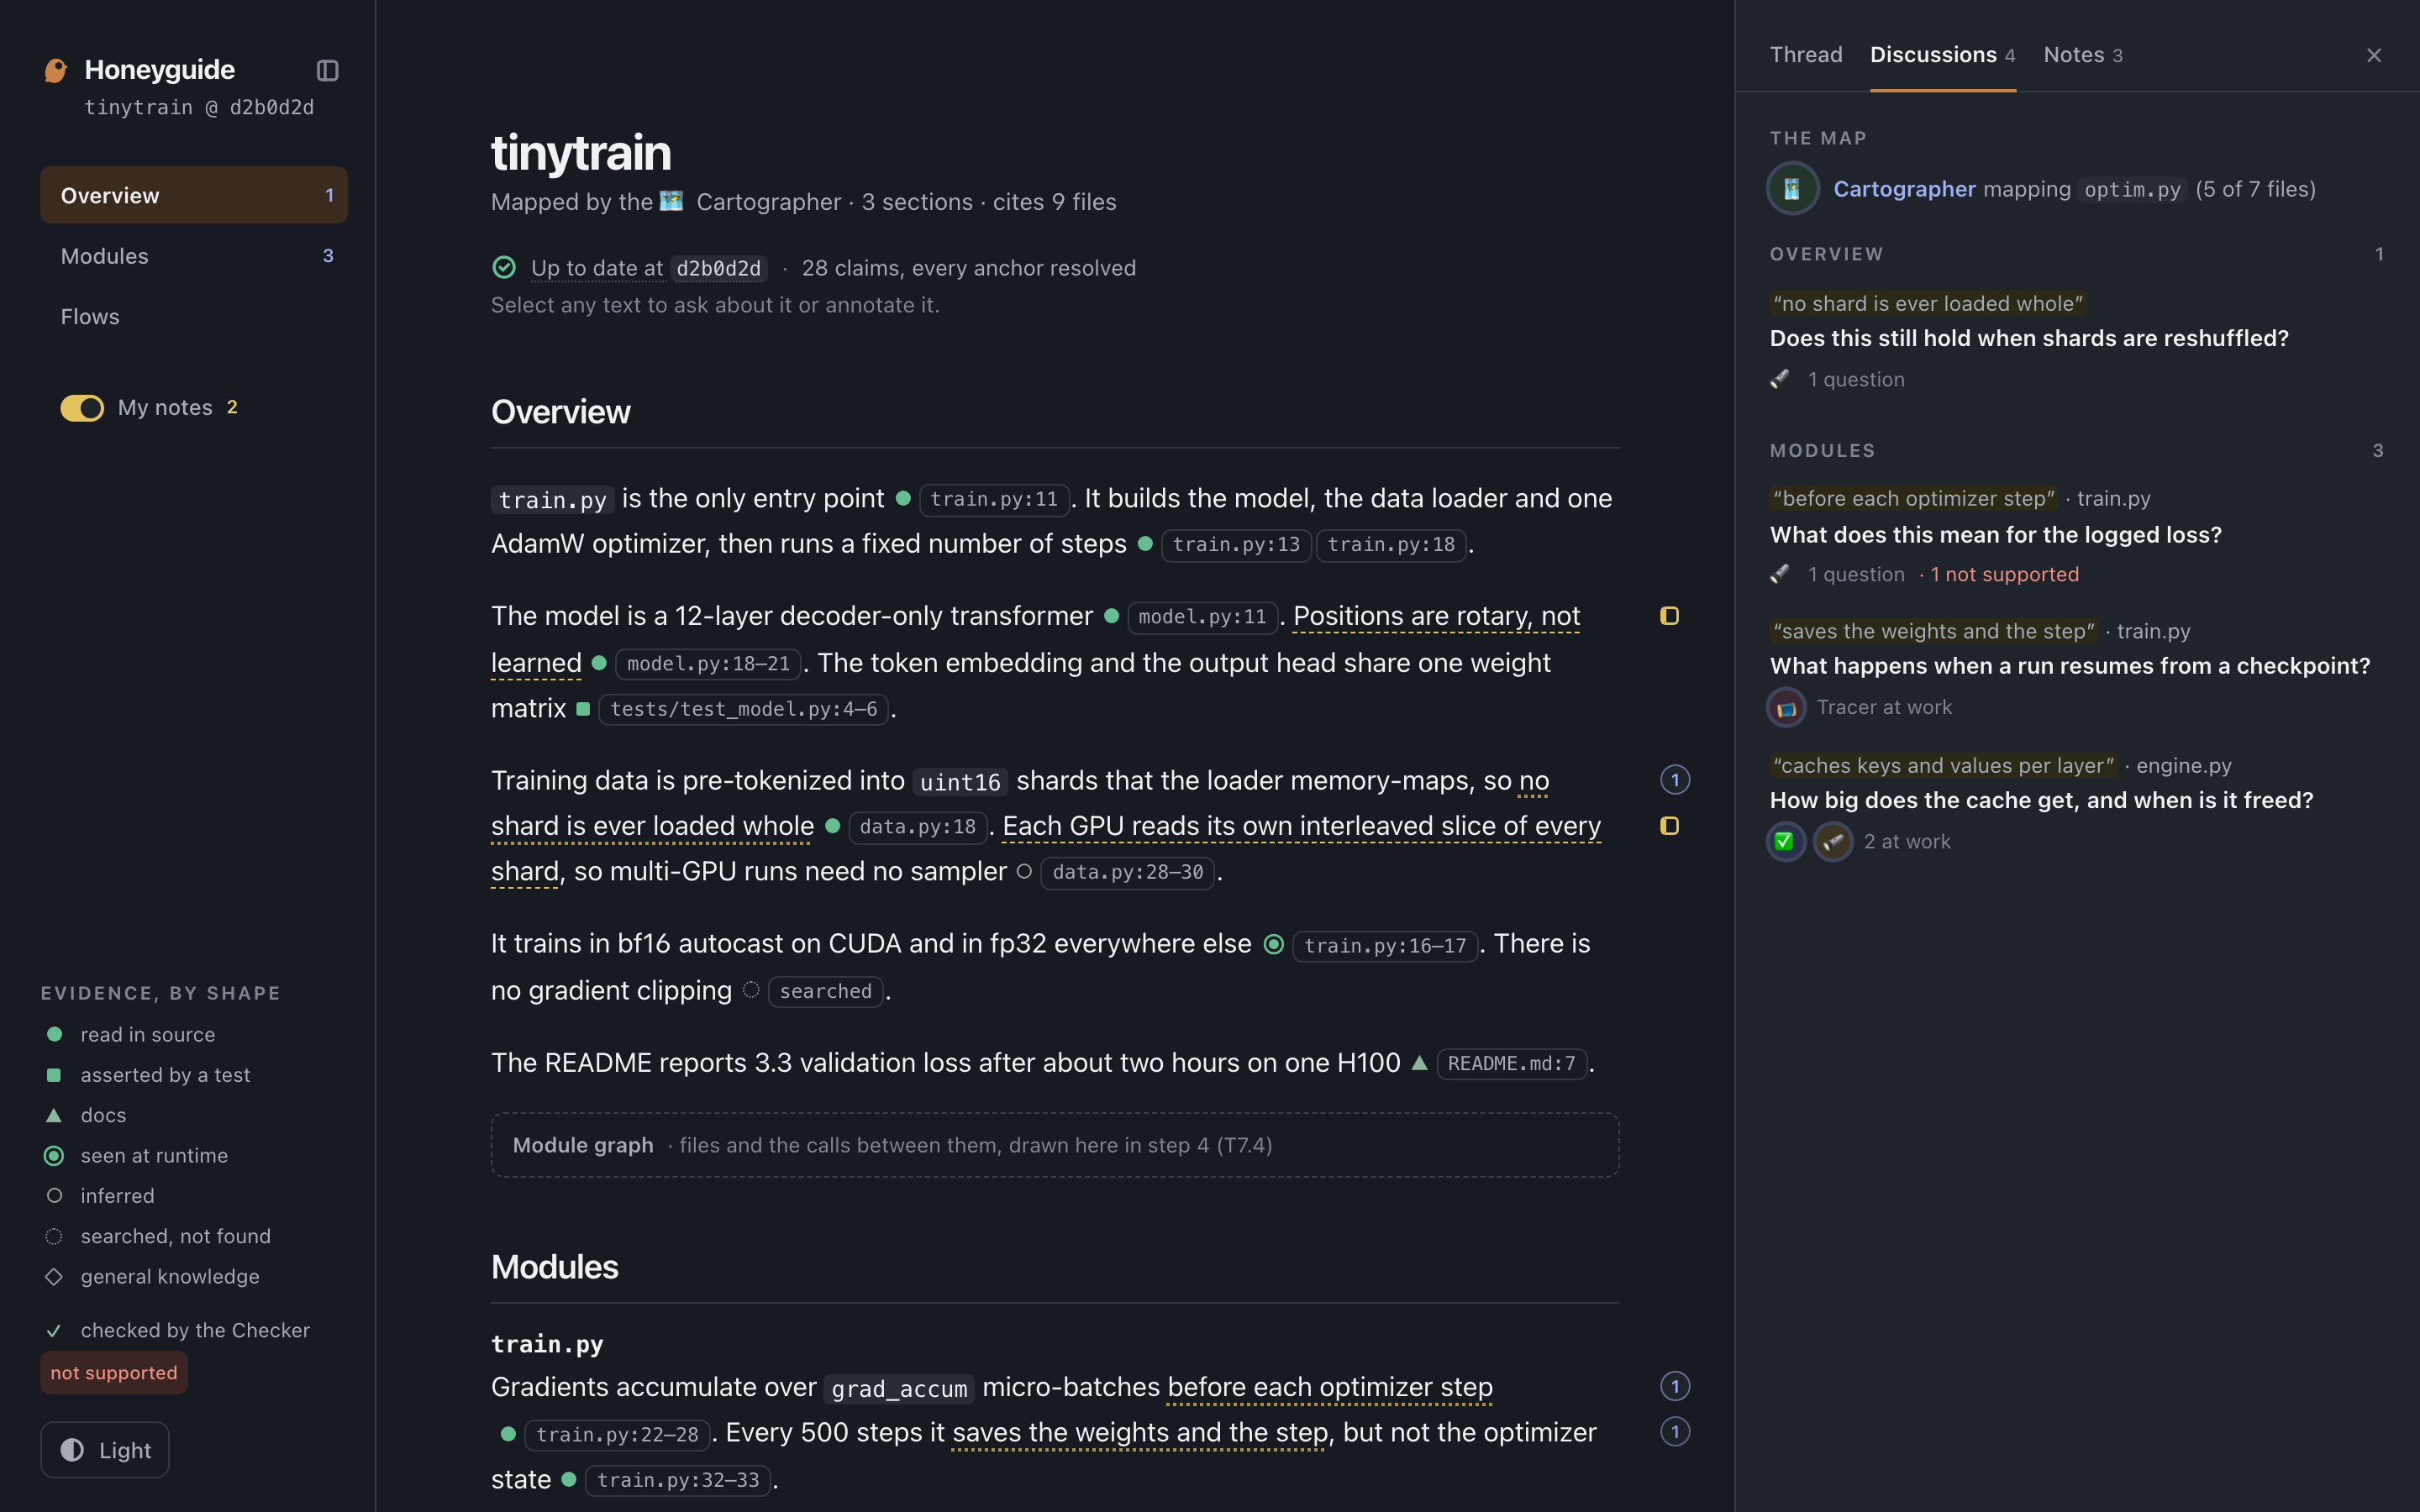 Honeyguide
tinytrain @ d2b0d2d
Overview 1
Modules 3
Flows
My notes 2
EVIDENCE, BY SHAPE
read in source
asserted by a test
docs
seen at runtime
inferred
searched, not found
general knowledge
checked by the Checker
not supported
Light
tinytrain
Mapped by the Cartographer · 3 sections · cites 9 files
Up to date at d2b0d2d · 28 claims, every anchor resolved
Select any text to ask about it or annotate it.
Overview
train.py is the only entry point train.py:11. It builds the model, the data loader and one
AdamW optimizer, then runs a fixed number of steps train.py:13 train.py:18.
The model is a 12-layer decoder-only transformer model.py:11. Positions are rotary, not
learned model.py:18–21. The token embedding and the output head share one weight
matrix tests/test_model.py:4–6.
Training data is pre-tokenized into uint16 shards that the loader memory-maps, so no 1
shard is ever loaded whole data.py:18. Each GPU reads its own interleaved slice of every
shard, so multi-GPU runs need no sampler data.py:28–30.
It trains in bf16 autocast on CUDA and in fp32 everywhere else train.py:16–17. There is
no gradient clipping searched.
The README reports 3.3 validation loss after about two hours on one H100 README.md:7.
Module graph · files and the calls between them, drawn here in step 4 (T7.4)
Modules
train.py
Gradients accumulate over grad_accum micro-batches before each optimizer step 1
train.py:22–28. Every 500 steps it saves the weights and the step, but not the optimizer 1
state train.py:32–33.
Thread Discussions 4 Notes 3
THE MAP
Cartographer mapping optim.py (5 of 7 files)
OVERVIEW 1
“no shard is ever loaded whole”
Does this still hold when shards are reshuffled?
1 question
MODULES 3
“before each optimizer step” · train.py
What does this mean for the logged loss?
1 question · 1 not supported
“saves the weights and the step” · train.py
What happens when a run resumes from a checkpoint?
Tracer at work
“caches keys and values per layer” · engine.py
How big does the cache get, and when is it freed?
2 at work